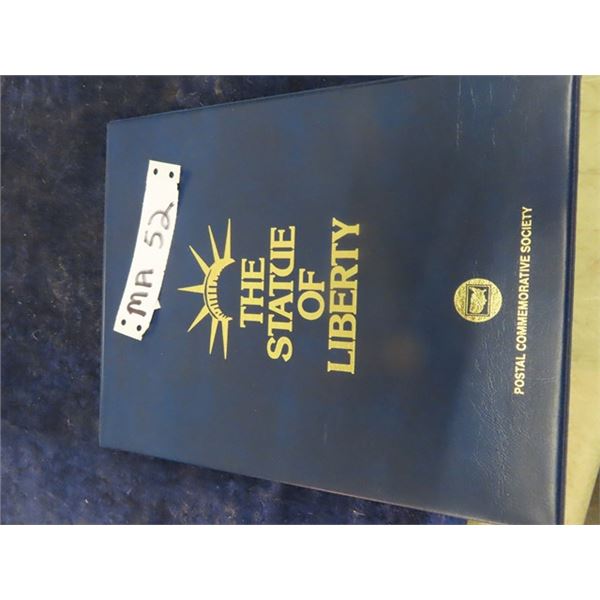 MA 52
THE
STATUE
OF
LIBERTY
POSTAL COMMEMORATIVE SOCIETY